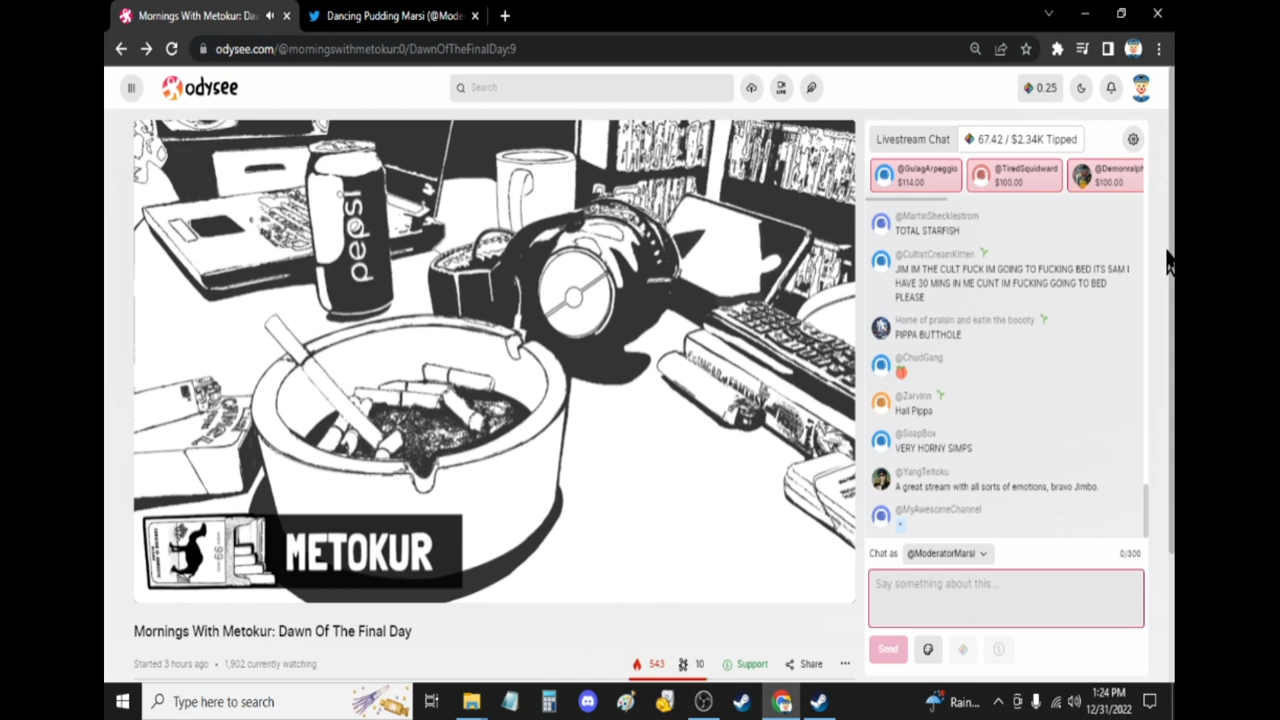 Mornings With Metokur: Da
Dancing Pudding Marsi (@Mode
odysee.com/@morningswithmetokur:0/DawnOfTheFinalDay:9
odysee
Search
LIVE
0.25
pepsi
METOKUR
Livestream Chat
67.42 / $2.34K Tipped
@GulagArpeggio
$114.00
@TiredSquidward
$100.00
@Demonralph
$100.00
@MartinShecklestrom
TOTAL STARFISH
@CultistCreamKitten
JIM IM THE CULT FUCK IM GOING TO FUCKING BED ITS 5AM I
HAVE 30 MINS IN ME CUNT IM FUCKING GOING TO BED
PLEASE
Home of praisin and eatin the boooty
PIPPA BUTTHOLE
@ChudGang
@Zarvinn
Hail Pippa
@SoapBox
VERY HORNY SIMPS
@YangTeitoku
A great stream with all sorts of emotions, bravo Jimbo.
@MyAwesomeChannel
Chat as @ModeratorMarsi
0/300
Say something about this...
Send
Mornings With Metokur: Dawn Of The Final Day
Started 3 hours ago • 1,902 currently watching
543
10
Support
Share
Type here to search
Rain...
1:24 PM
12/31/2022